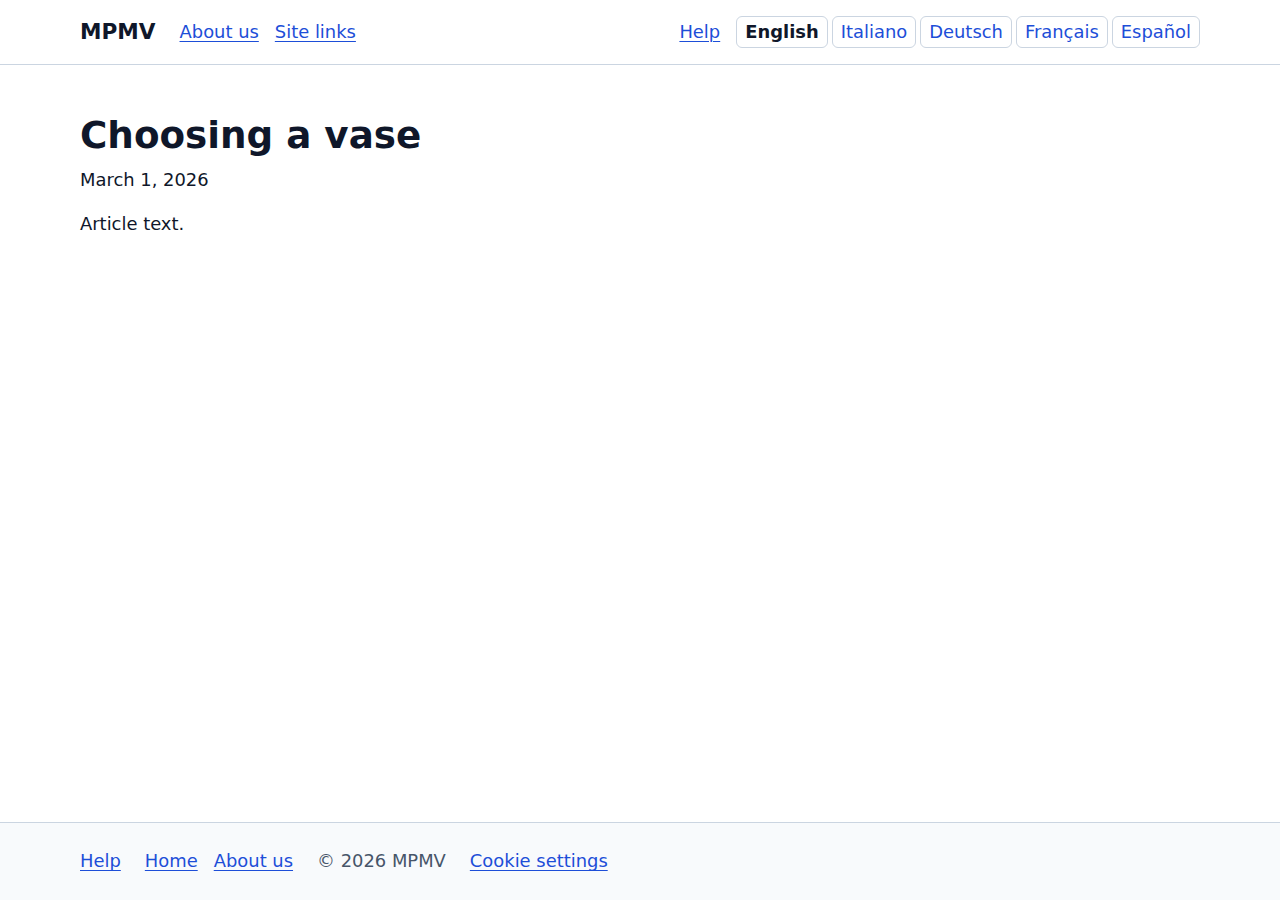 MPMV About us Site links Help English Italiano Deutsch Français Español
Choosing a vase
March 1, 2026
Article text.
Help Home About us © 2026 MPMV Cookie settings